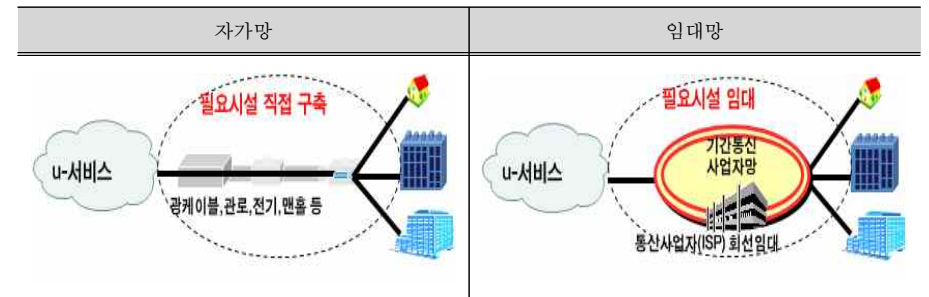 자가망
임대망
필요시설 직접 구축
u-서비스
광케이블,관로,전기,맨홀 등
필요시설 임대
기간통신
사업자망
u-서비스
통산사업자(ISP) 회선임대